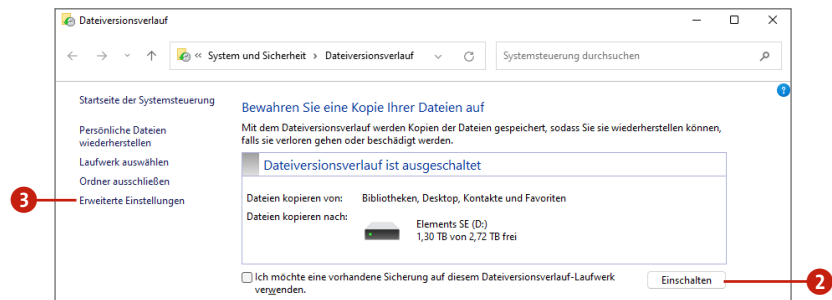 Dateiversionsverlauf
« System und Sicherheit › Dateiversionsverlauf
Systemsteuerung durchsuchen
?
Startseite der Systemsteuerung
Persönliche Dateien
wiederherstellen
Laufwerk auswählen
Ordner ausschließen
3
Erweiterte Einstellungen
Bewahren Sie eine Kopie Ihrer Dateien auf
Mit dem Dateiversionsverlauf werden Kopien der Dateien gespeichert, sodass Sie sie wiederherstellen können,
falls sie verloren gehen oder beschädigt werden.
Dateiversionsverlauf ist ausgeschaltet
Dateien kopieren von: Bibliotheken, Desktop, Kontakte und Favoriten
Dateien kopieren nach:
Elements SE (D:)
1,30 TB von 2,72
TB frei
Ich möchte eine vorhandene Sicherung auf diesem Dateiversionsverlauf-Laufwerk
verwenden.
Einschalten
2